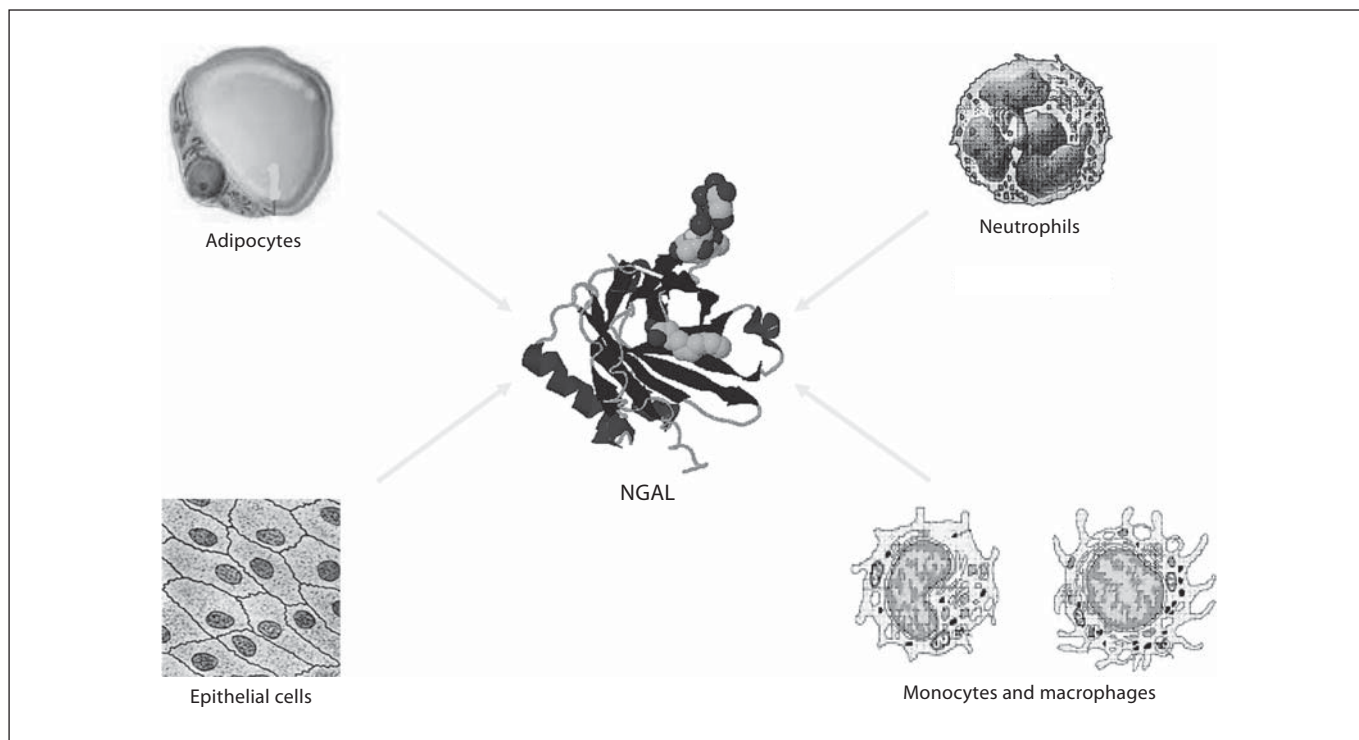 Adipocytes
Neutrophils
NGAL
Epithelial cells
Monocytes and macrophages